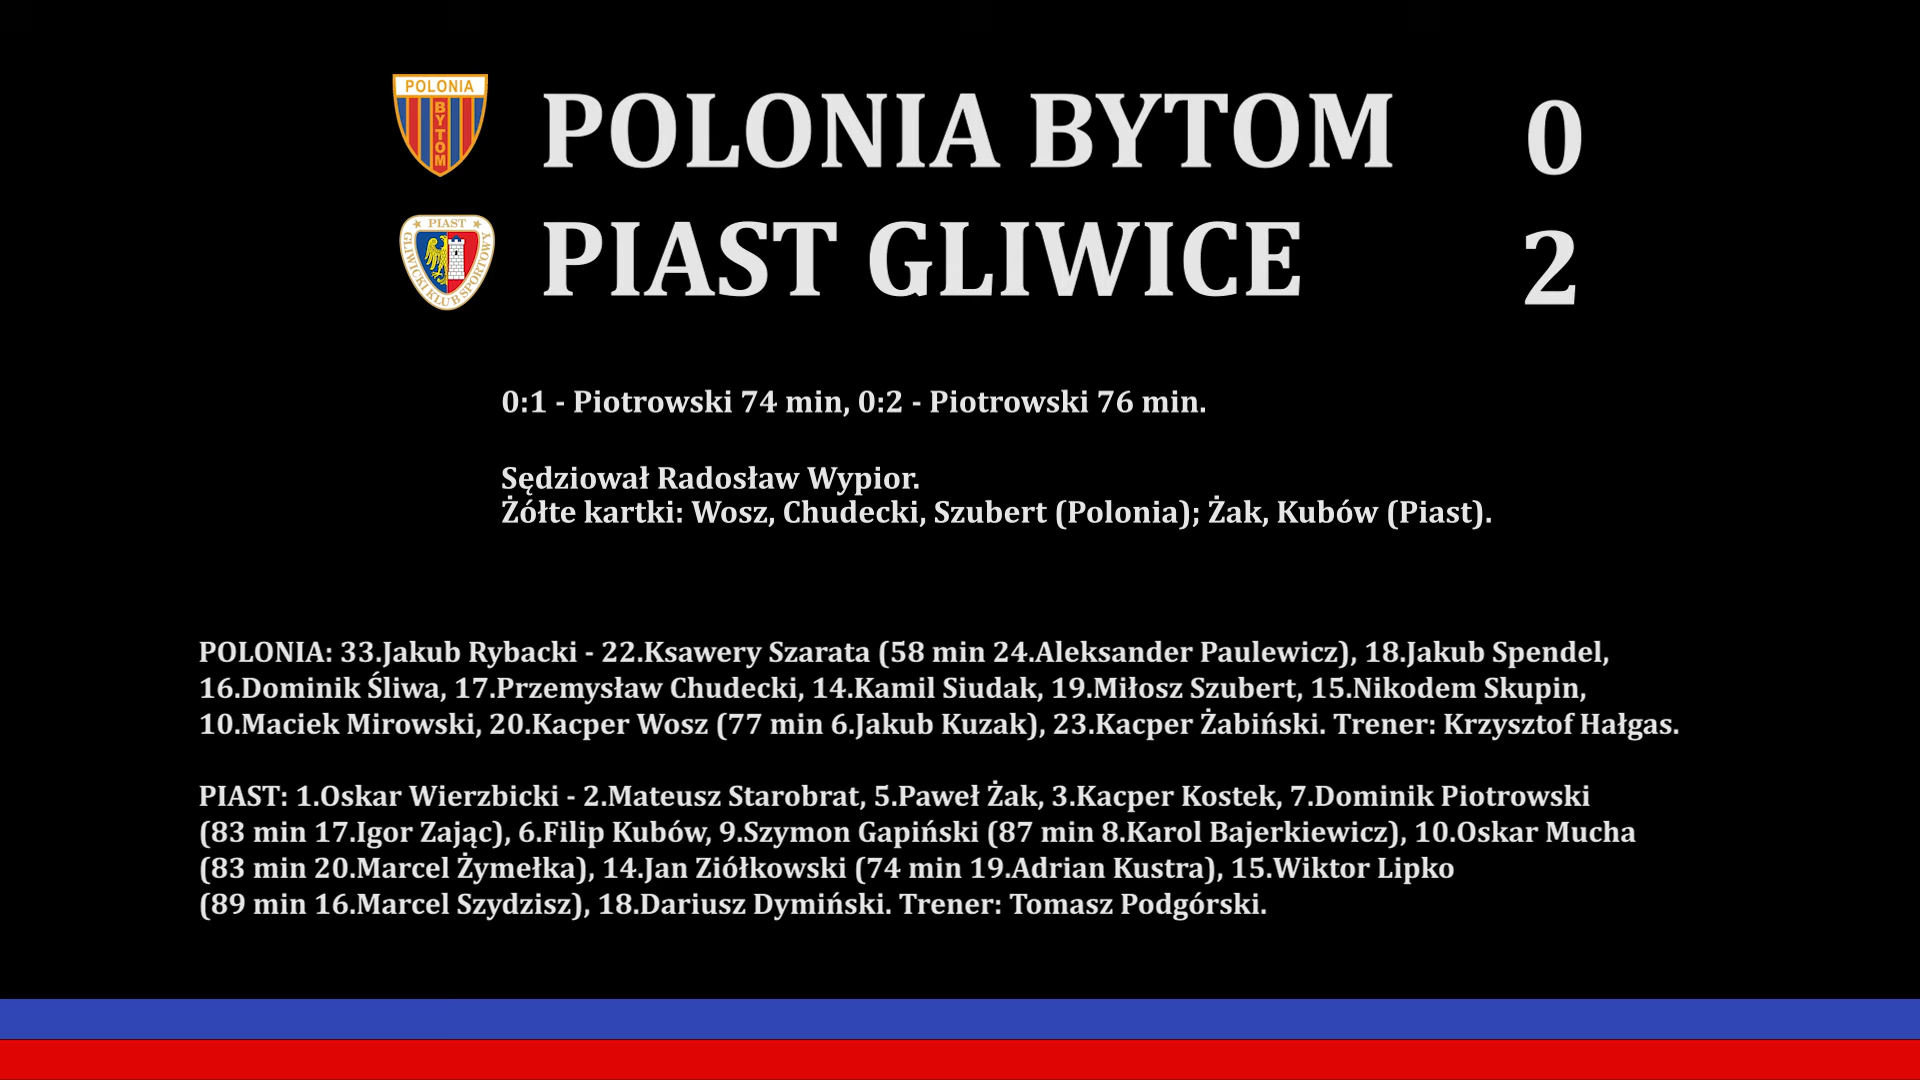 POLONIA
BYTOM
POLONIA BYTOM 0
PIAST
GLIWICKI KLUB SPORTOWY
PIAST GLIWICE 2
0:1 - Piotrowski 74 min, 0:2 - Piotrowski 76 min.
Sędziował Radosław Wypior.
Żółte kartki: Wosz, Chudecki, Szubert (Polonia); Żak, Kubów (Piast).
POLONIA: 33.Jakub Rybacki - 22.Ksawery Szarata (58 min 24.Aleksander Paulewicz), 18.Jakub Spendel,
16.Dominik Śliwa, 17.Przemysław Chudecki, 14.Kamil Siudak, 19.Miłosz Szubert, 15.Nikodem Skupin,
10.Maciek Mirowski, 20.Kacper Wosz (77 min 6.Jakub Kuzak), 23.Kacper Żabiński. Trener: Krzysztof Hałgas.
PIAST: 1.Oskar Wierzbicki - 2.Mateusz Starobrat, 5.Paweł Żak, 3.Kacper Kostek, 7.Dominik Piotrowski
(83 min 17.Igor Zając), 6.Filip Kubów, 9.Szymon Gapiński (87 min 8.Karol Bajerkiewicz), 10.Oskar Mucha
(83 min 20.Marcel Żymełka), 14.Jan Ziółkowski (74 min 19.Adrian Kustra), 15.Wiktor Lipko
(89 min 16.Marcel Szydzisz), 18.Dariusz Dymiński. Trener: Tomasz Podgórski.